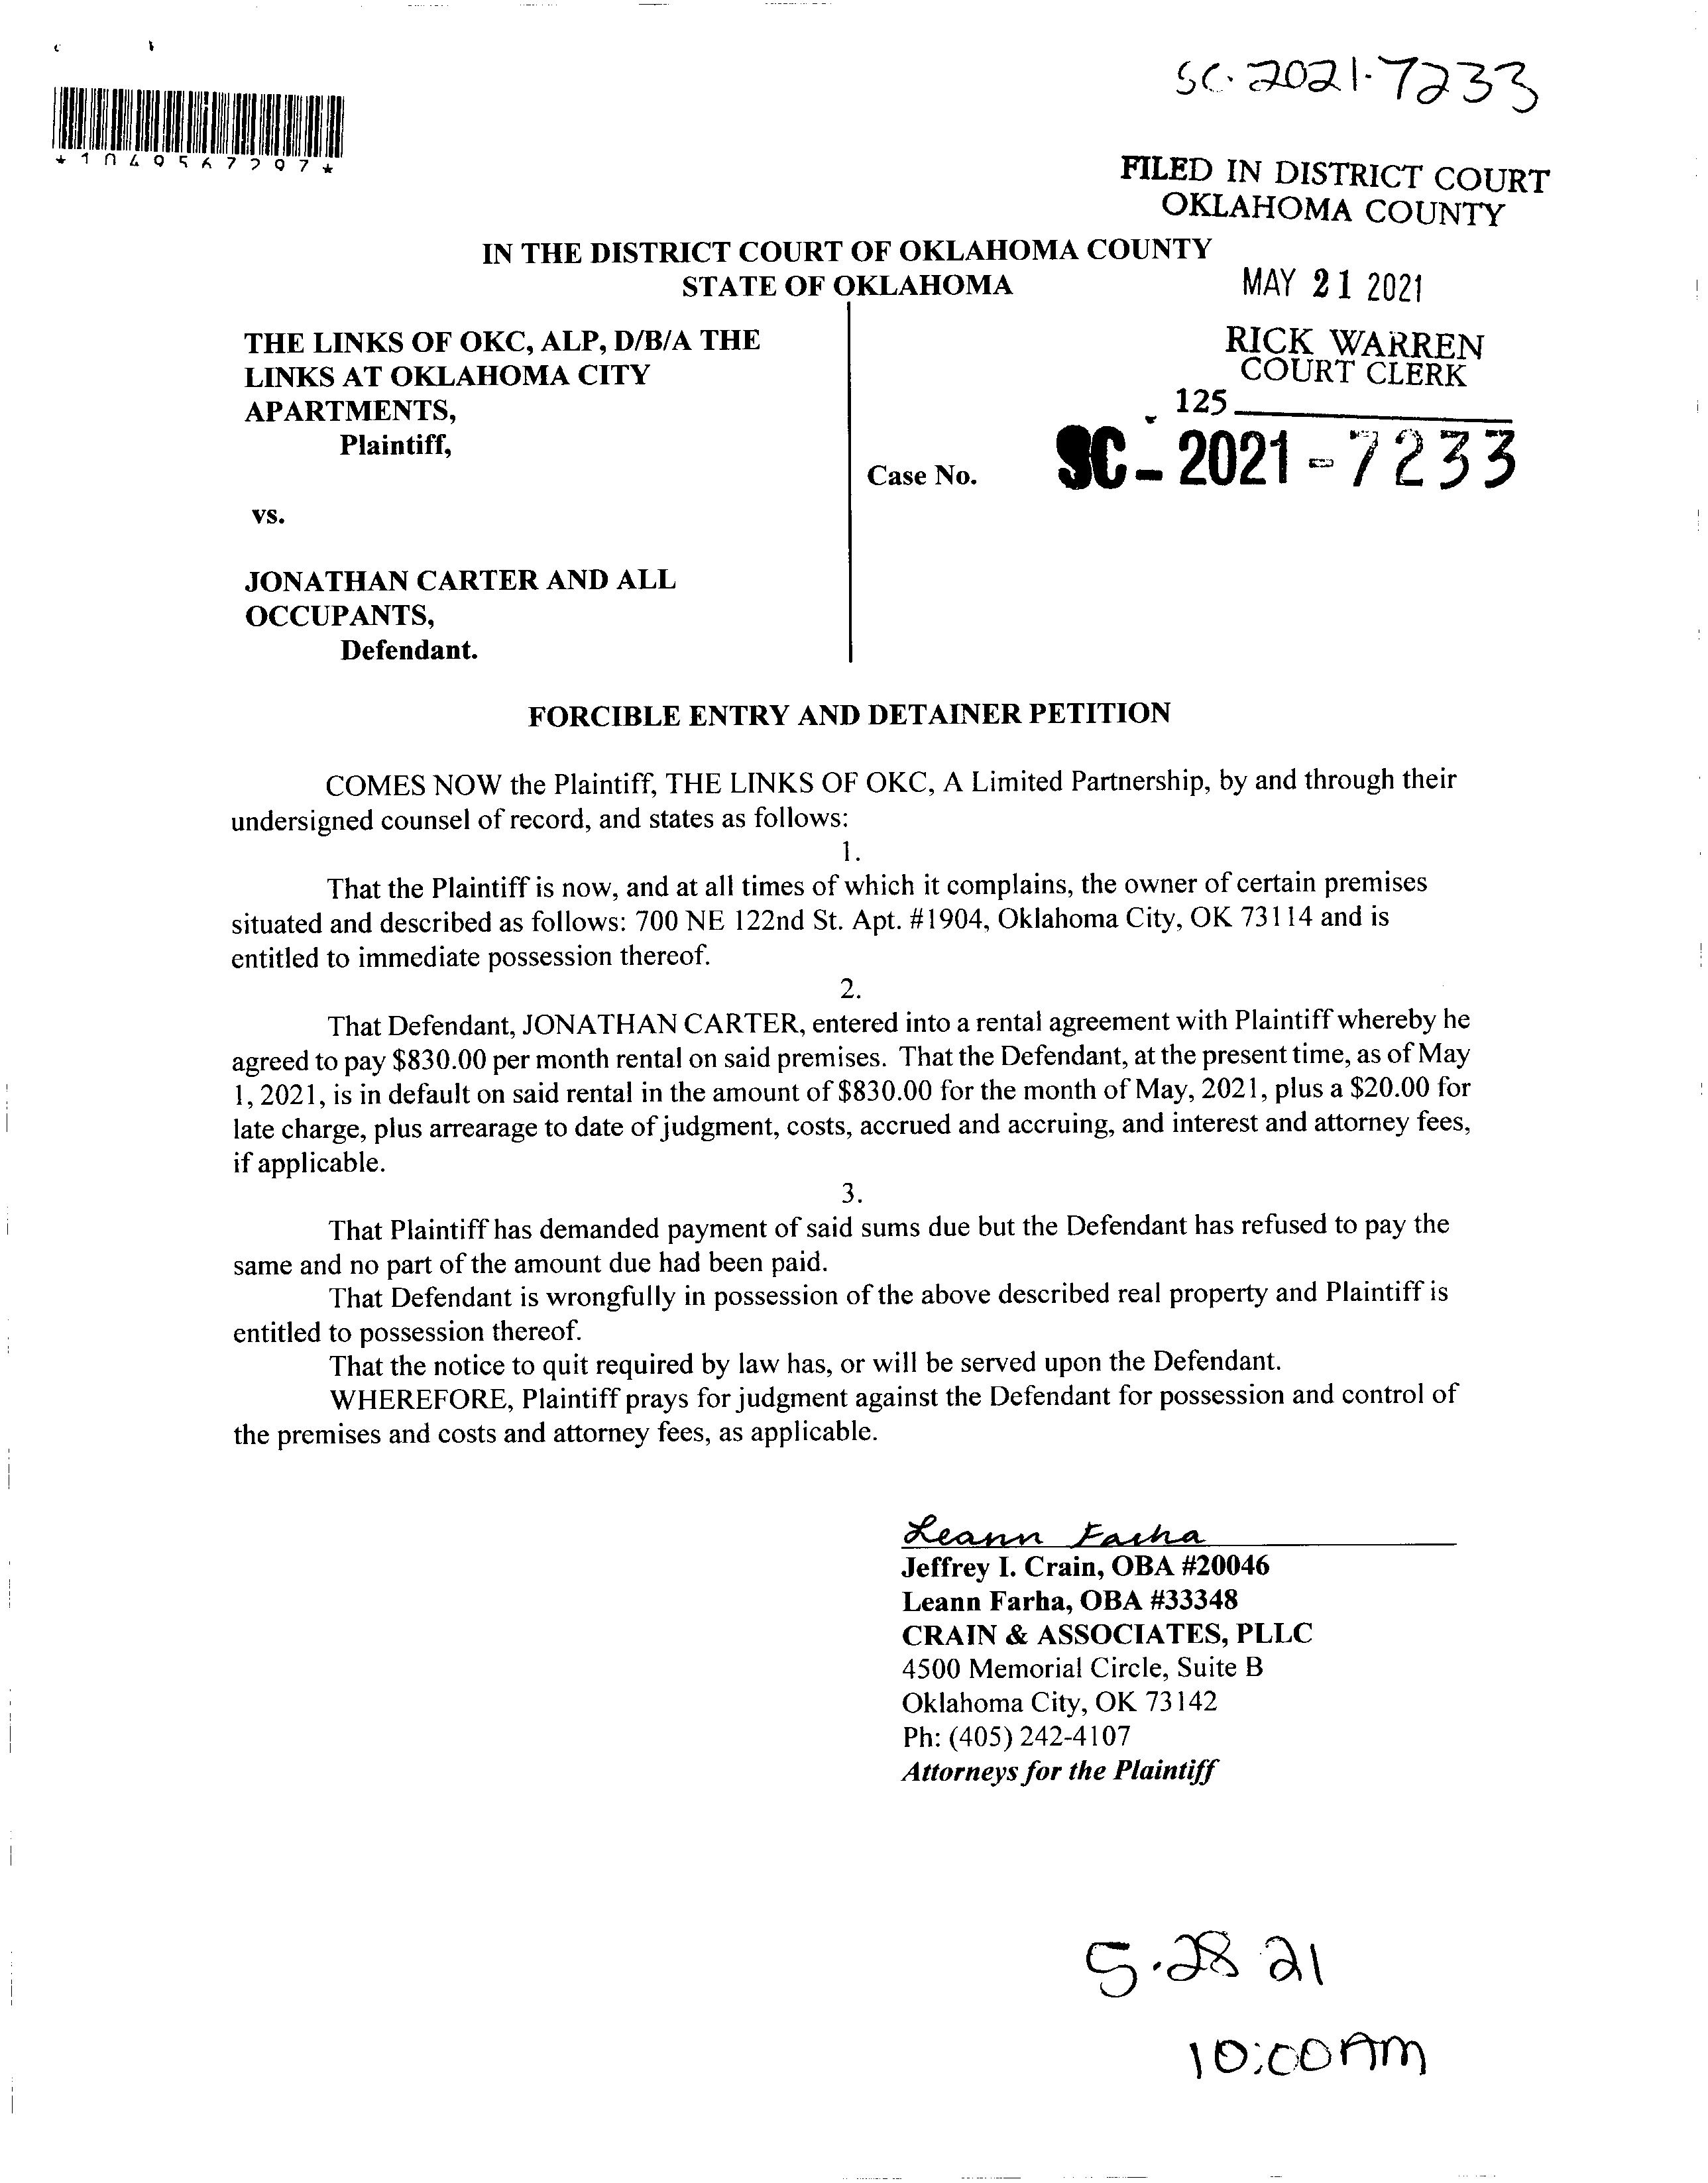 SC. 2021-7233
*1049567297*
FILED IN DISTRICT COURT
OKLAHOMA COUNTY
IN THE DISTRICT COURT OF OKLAHOMA COUNTY
STATE OF OKLAHOMA
MAY 21 2021
THE LINKS OF OKC, ALP, D/B/A THE
LINKS AT OKLAHOMA CITY
APARTMENTS,
Plaintiff,
RICK WARREN
COURT CLERK
125
Case No.
SC - 2021 - 7233
vs.
JONATHAN CARTER AND ALL
OCCUPANTS,
Defendant.
FORCIBLE ENTRY AND DETAINER PETITION
COMES NOW the Plaintiff, THE LINKS OF OKC, A Limited Partnership, by and through their
undersigned counsel of record, and states as follows:
1.
That the Plaintiff is now, and at all times of which it complains, the owner of certain premises
situated and described as follows: 700 NE 122nd St. Apt. #1904, Oklahoma City, OK 73114 and is
entitled to immediate possession thereof.
2.
That Defendant, JONATHAN CARTER, entered into a rental agreement with Plaintiff whereby he
agreed to pay $830.00 per month rental on said premises. That the Defendant, at the present time, as of May
1, 2021, is in default on said rental in the amount of $830.00 for the month of May, 2021, plus a $20.00 for
late charge, plus arrearage to date of judgment, costs, accrued and accruing, and interest and attorney fees,
if applicable.
3.
That Plaintiff has demanded payment of said sums due but the Defendant has refused to pay the
same and no part of the amount due had been paid.
That Defendant is wrongfully in possession of the above described real property and Plaintiff is
entitled to possession thereof.
That the notice to quit required by law has, or will be served upon the Defendant.
WHEREFORE, Plaintiff prays for judgment against the Defendant for possession and control of
the premises and costs and attorney fees, as applicable.
Leann Farha
Jeffrey I. Crain, OBA #20046
Leann Farha, OBA #33348
CRAIN & ASSOCIATES, PLLC
4500 Memorial Circle, Suite B
Oklahoma City, OK 73142
Ph: (405) 242-4107
Attorneys for the Plaintiff
5.28 21
10:00AM